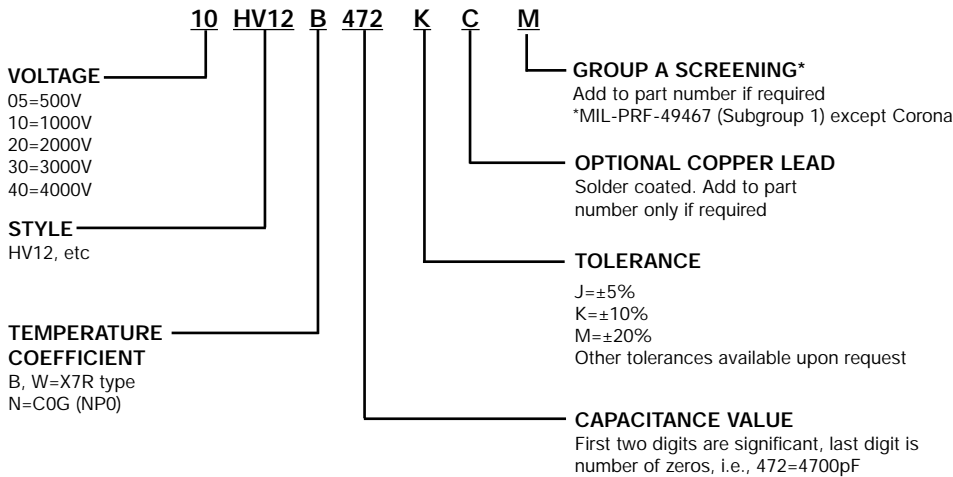 10 HV12 B 472 K C M
VOLTAGE
05=500V
10=1000V
20=2000V
30=3000V
40=4000V
STYLE
HV12, etc
TEMPERATURE
COEFFICIENT
B, W=X7R type
N=C0G (NP0)
GROUP A SCREENING*
Add to part number if required
*MIL-PRF-49467 (Subgroup 1) except Corona
OPTIONAL COPPER LEAD
Solder coated. Add to part
number only if required
TOLERANCE
J=±5%
K=±10%
M=±20%
Other tolerances available upon request
CAPACITANCE VALUE
First two digits are significant, last digit is
number of zeros, i.e., 472=4700pF